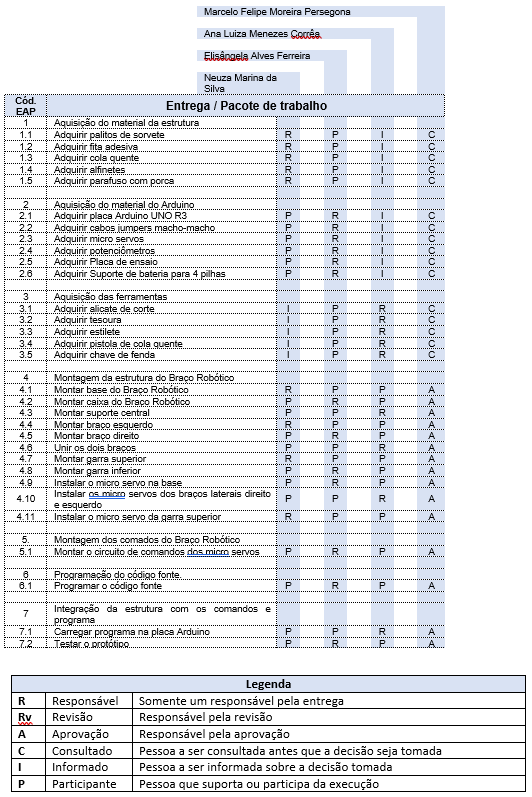 Marcelo Felipe Moreira Persegona
Ana Luiza Menezes Corrêa
Elisângela Alves Ferreira
Neuza Marina da
Silva
Cód. EAP Entrega / Pacote de trabalho
1 Aquisição do material da estrutura
1.1 Adquirir palitos de sorvete R P I C
1.2 Adquirir fita adesiva R P I C
1.3 Adquirir cola quente R P I C
1.4 Adquirir alfinetes R P I C
1.5 Adquirir parafuso com porca R P I C
2 Aquisição do material do Arduino
2.1 Adquirir placa Arduino UNO R3 P R I C
2.2 Adquirir cabos jumpers macho-macho P R I C
2.3 Adquirir micro servos P R I C
2.4 Adquirir potenciômetros P R I C
2.5 Adquirir Placa de ensaio P R I C
2.6 Adquirir Suporte de bateria para 4 pilhas P R I C
3 Aquisição das ferramentas
3.1 Adquirir alicate de corte I P R C
3.2 Adquirir tesoura I P R C
3.3 Adquirir estilete I P R C
3.4 Adquirir pistola de cola quente I P R C
3.5 Adquirir chave de fenda I P R C
4 Montagem da estrutura do Braço Robótico
4.1 Montar base do Braço Robótico R P P A
4.2 Montar caixa do Braço Robótico P R P A
4.3 Montar suporte central P P R A
4.4 Montar braço esquerdo R P P A
4.5 Montar braço direito P R P A
4.6 Unir os dois braços P P R A
4.7 Montar garra superior R P P A
4.8 Montar garra inferior P R P A
4.9 Instalar o micro servo na base P R P A
4.10 Instalar os micro servos dos braços laterais direito
e esquerdo P P R A
4.11 Instalar o micro servo da garra superior R P P A
5. Montagem dos comados do Braço Robótico
5.1 Montar o circuito de comandos dos micro servos P R P A
6 Programação do código fonte.
6.1 Programar o código fonte P R P A
7 Integração da estrutura com os comandos e
programa
7.1 Carregar programa na placa Arduino P P R A
7.2 Testar o protótipo P R P A
Legenda
R Responsável Somente um responsável pela entrega
Rv Revisão Responsável pela revisão
A Aprovação Responsável pela aprovação
C Consultado Pessoa a ser consultada antes que a decisão seja tomada
I Informado Pessoa a ser informada sobre a decisão tomada
P Participante Pessoa que suporta ou participa da execução